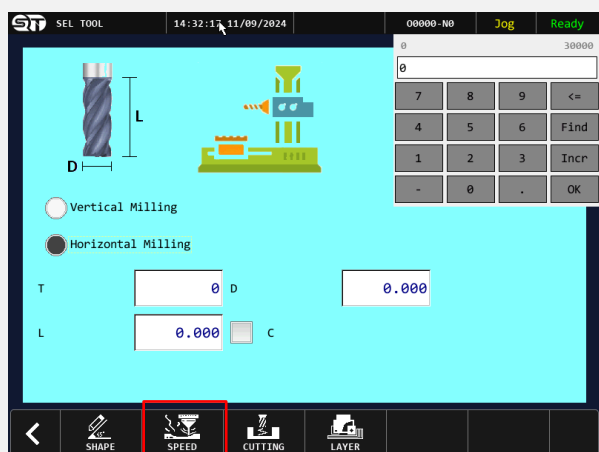 SEL TOOL 14:32:17 11/09/2024 O0000-N0 Jog Ready
0 30000
0
7 8 9 <=
4 5 6 Find
1 2 3 Incr
- 0 . OK
L
D
Vertical Milling
Horizontal Milling
T 0 D 0.000
L 0.000 C
SHAPE SPEED CUTTING LAYER